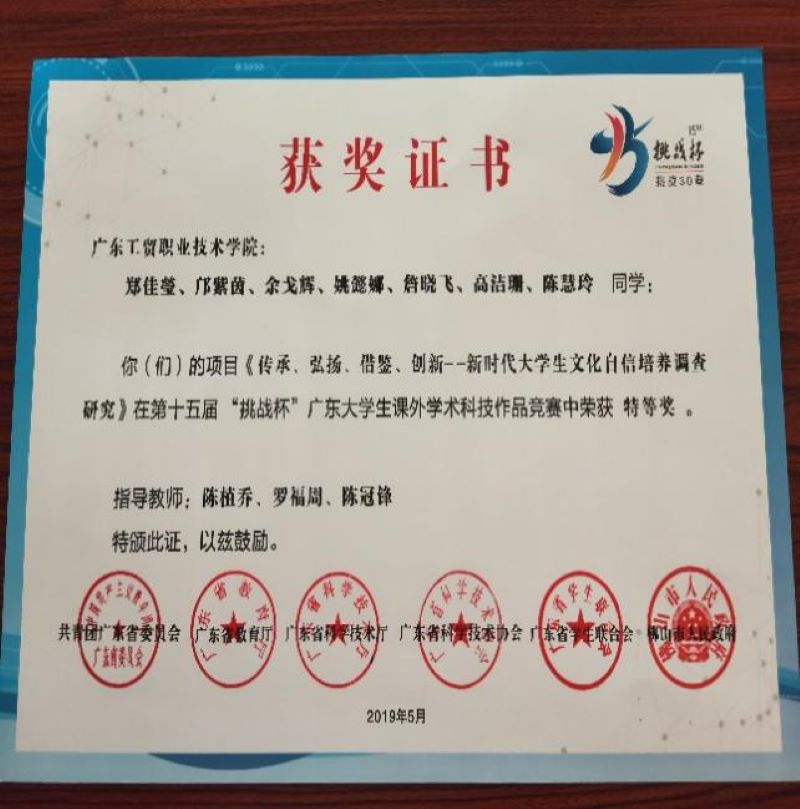 获奖证书
挑战杯
挑战30载
广东工贸职业技术学院:
郑佳莹、邝紫茵、余戈辉、姚懿娜、詹晓飞、高洁珊、陈慧玲 同学:
你(们)的项目《传承、弘扬、借鉴、创新--新时代大学生文化自信培养调查
研究》在第十五届 “挑战杯” 广东大学生课外学术科技作品竞赛中荣获 特等奖 。
指导教师: 陈植乔、罗福周、陈冠锋
特颁此证, 以兹鼓励。
共青团广东省委员会 广东省教育厅 广东省科学技术厅 广东省科学技术协会 广东省学生联合会 佛山市人民政府
2019年5月